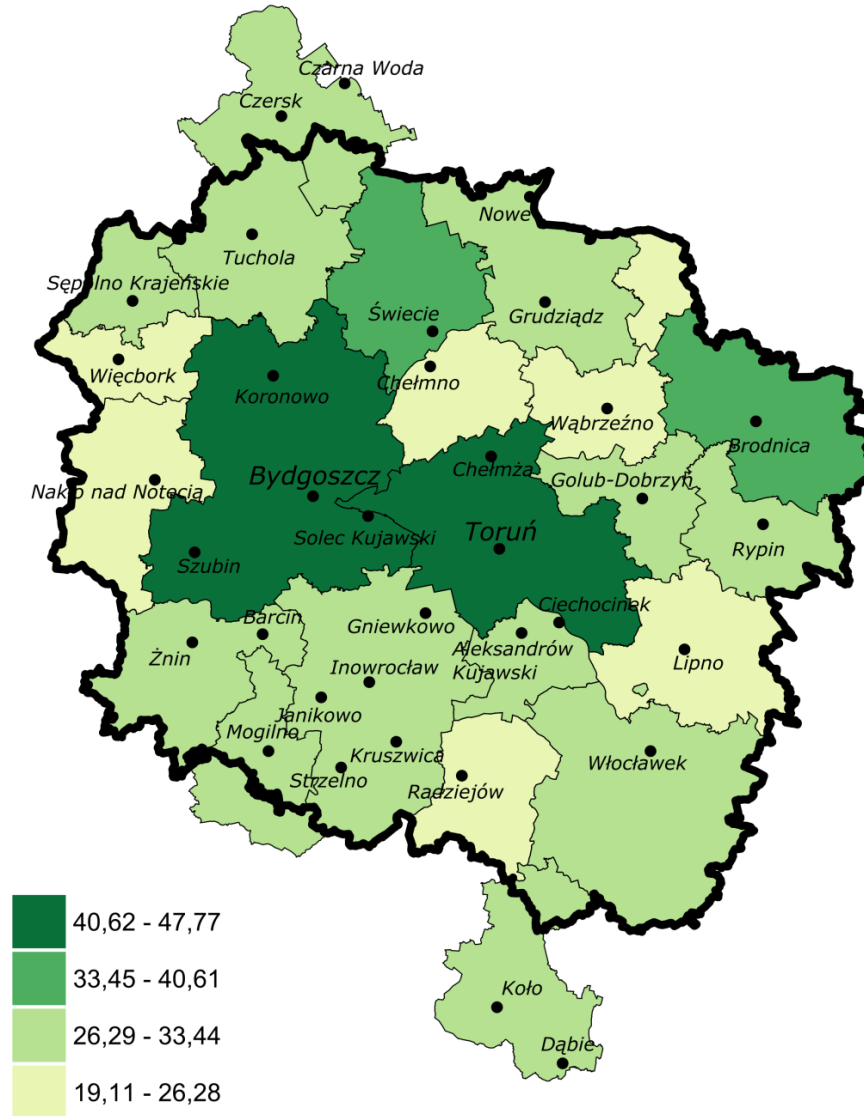 Czarna Woda
Czersk
Nowe
Tuchola
Sępolno Krajeńskie
Świecie
Grudziądz
Więcbork
Koronowo
Chełmno
Wąbrzeźno
Brodnica
Chełmża
Bydgoszcz
Golub-Dobrzyń
Nakło nad Notecią
Solec Kujawski
Toruń
Szubin
Rypin
Ciechocinek
Barcin
Gniewkowo
Aleksandrów
Kujawski
Żnin
Lipno
Inowrocław
Janikowo
Mogilno
Kruszwica
Włocławek
Strzelno
Radziejów
40,62 - 47,77
33,45 - 40,61
Koło
26,29 - 33,44
Dąbie
19,11 - 26,28